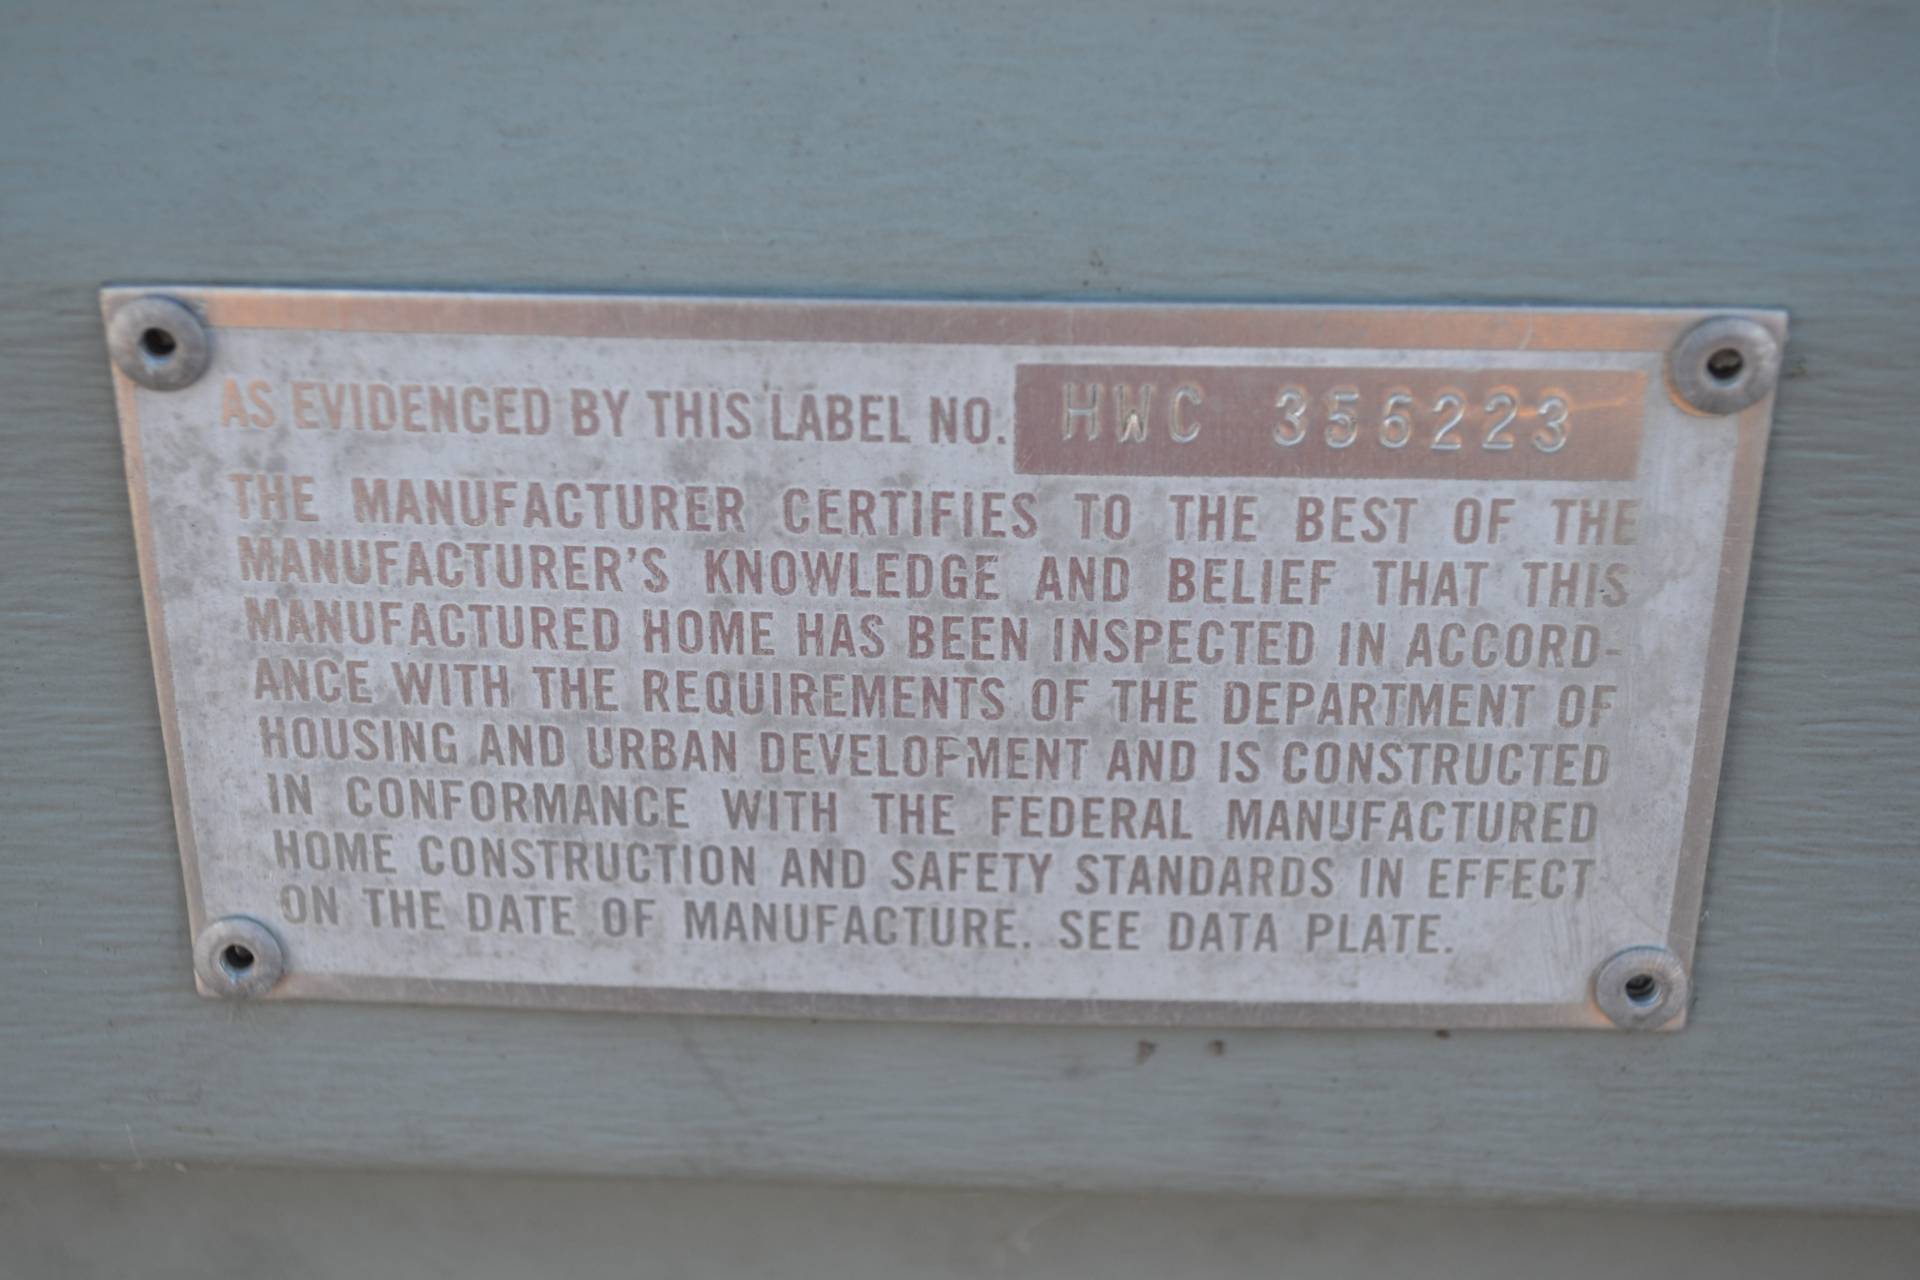 AS EVIDENCED BY THIS LABEL NO. HWC 356223
THE MANUFACTURER CERTIFIES TO THE BEST OF THE
MANUFACTURER'S KNOWLEDGE AND BELIEF THAT THIS
MANUFACTURED HOME HAS BEEN INSPECTED IN ACCORD-
ANCE WITH THE REQUIREMENTS OF THE DEPARTMENT OF
HOUSING AND URBAN DEVELOPMENT AND IS CONSTRUCTED
IN CONFORMANCE WITH THE FEDERAL MANUFACTURED
HOME CONSTRUCTION AND SAFETY STANDARDS IN EFFECT
ON THE DATE OF MANUFACTURE. SEE DATA PLATE.